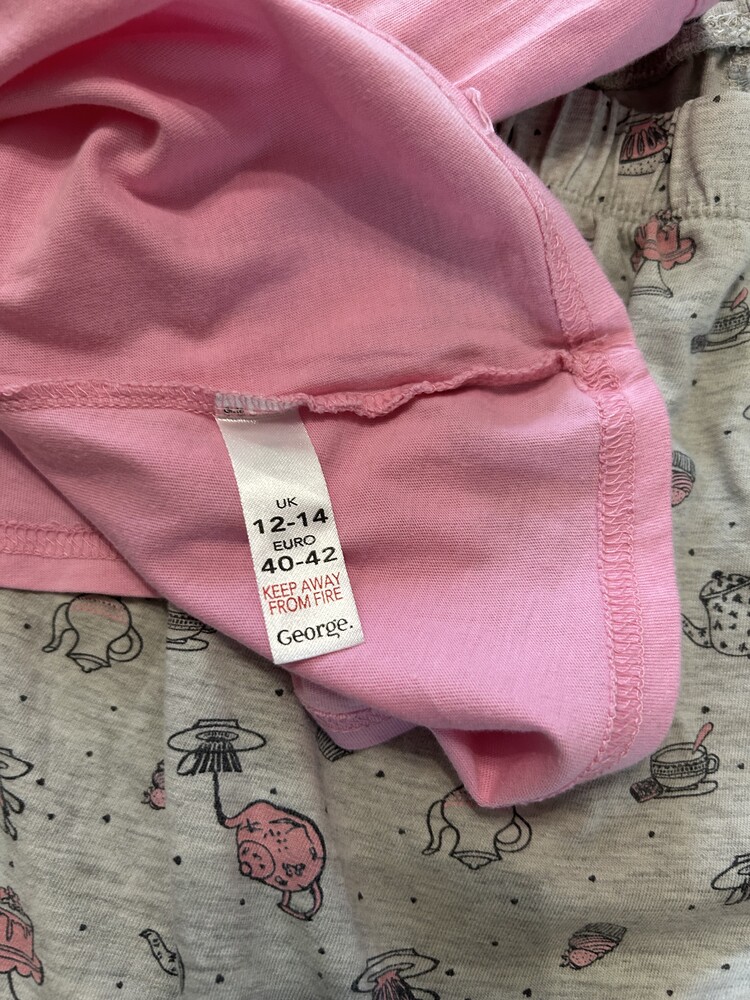 UK
12-14
EURO
40-42
KEEP AWAY
FROM FIRE
George.